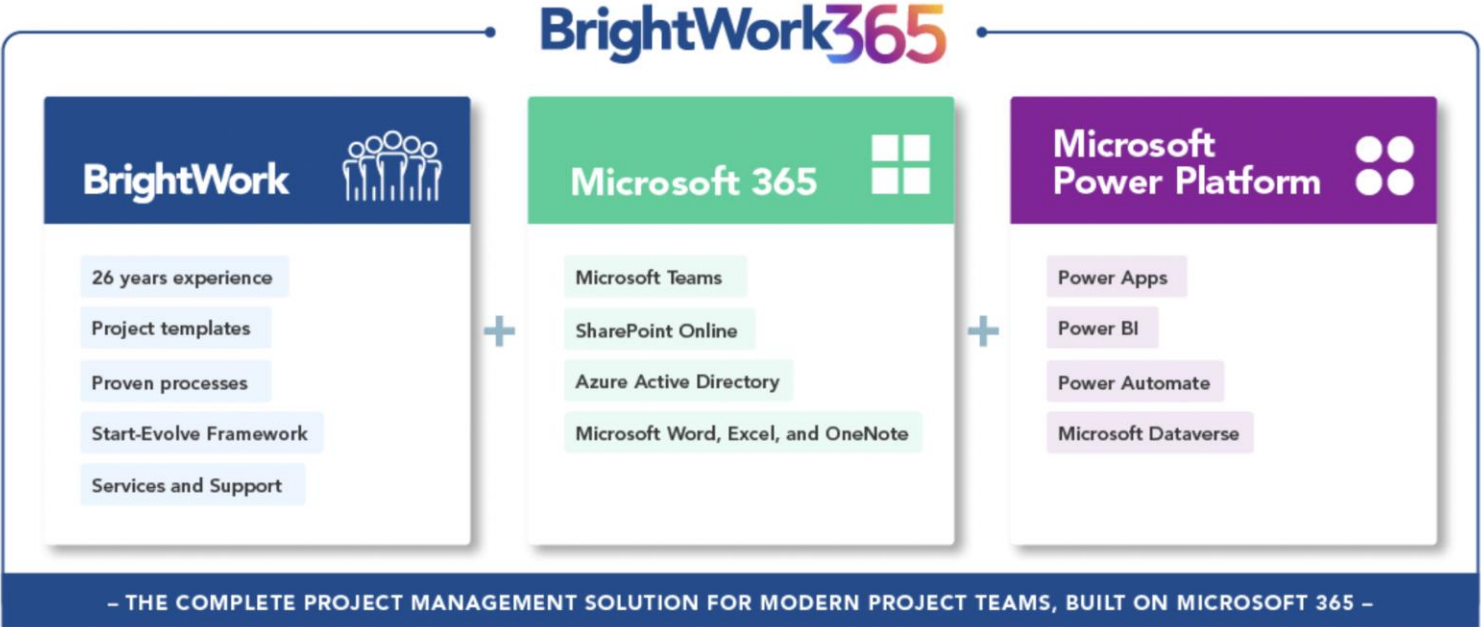 BrightWork365
BrightWork
26 years experience
Project templates
Proven processes
Start-Evolve Framework
Services and Support
+
Microsoft 365
Microsoft Teams
SharePoint Online
Azure Active Directory
Microsoft Word, Excel, and OneNote
+
Microsoft
Power Platform
Power Apps
Power BI
Power Automate
Microsoft Dataverse
– THE COMPLETE PROJECT MANAGEMENT SOLUTION FOR MODERN PROJECT TEAMS, BUILT ON MICROSOFT 365 –